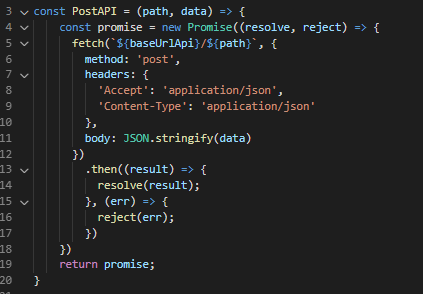 3 const PostAPI = (path, data) => {
4     const promise = new Promise((resolve, reject) => {
5       fetch(`${baseUrlApi}/${path}`, {
6         method: 'post',
7         headers: {
8           'Accept': 'application/json',
9           'Content-Type': 'application/json'
10         },
11         body: JSON.stringify(data)
12       })
13         .then((result) => {
14           resolve(result);
15         }, (err) => {
16           reject(err);
17         })
18     })
19     return promise;
20 }